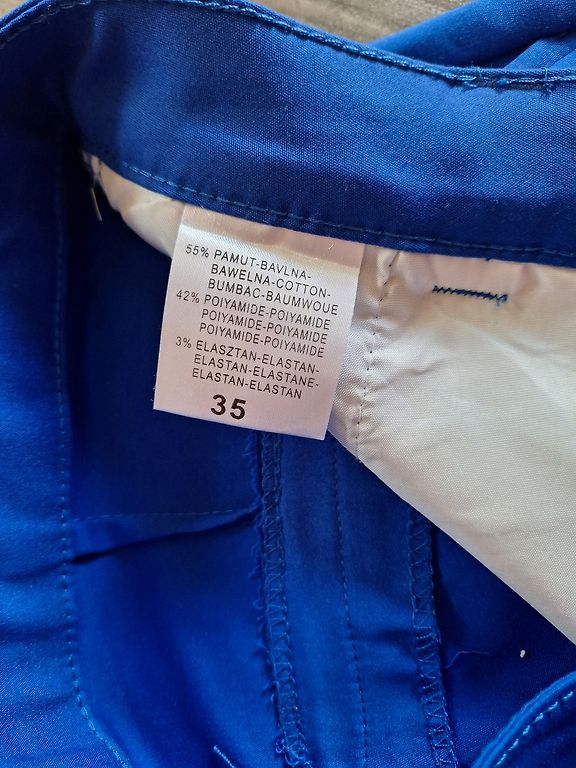 55% PAMUT-BAVLNA-
BAWELNA-COTTON-
BUMBAC-BAUMWOUE
42% POIYAMIDE-POIYAMIDE
POIYAMIDE-POIYAMIDE
POIYAMIDE-POIYAMIDE
3% ELASZTAN-ELASTAN-
ELASTAN-ELASTANE-
ELASTAN-ELASTAN
35